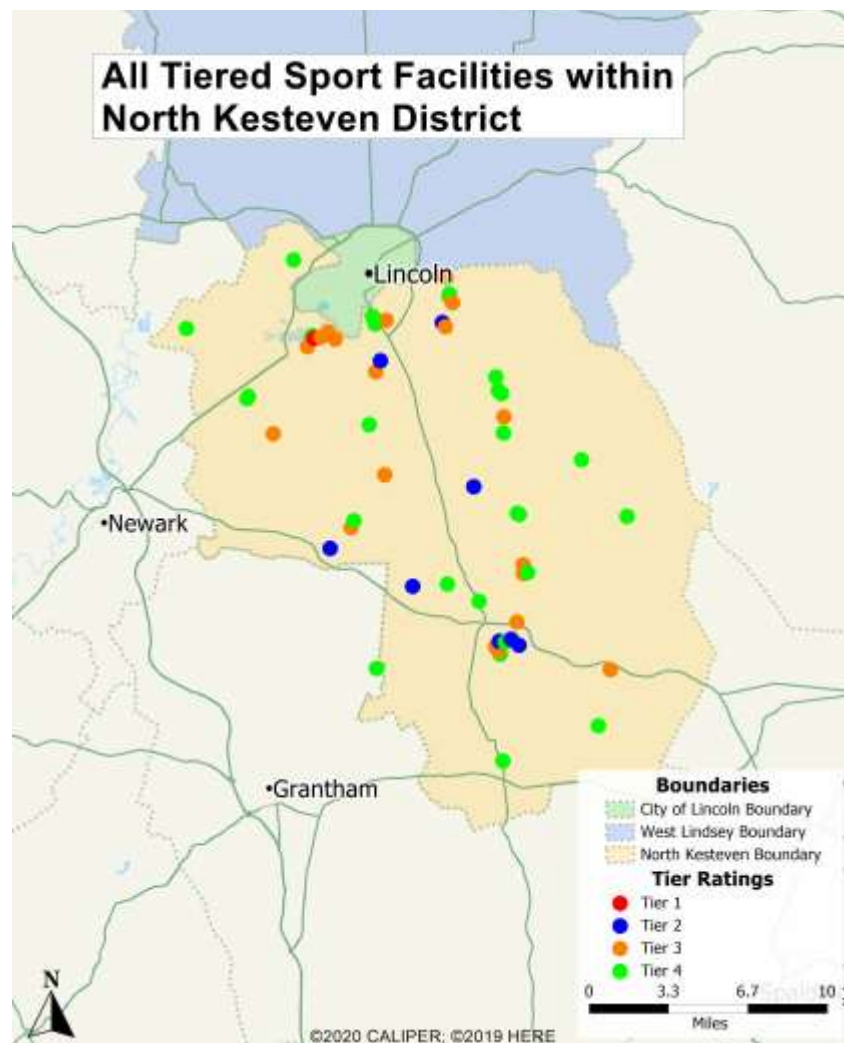 All Tiered Sport Facilities within
North Kesteven District
Lincoln
Newark
Grantham
Boundaries
City of Lincoln Boundary
West Lindsey Boundary
North Kesteven Boundary
Tier Ratings
Tier 1
Tier 2
Tier 3
Tier 4
0 3.3 6.7 10
Miles
N
©2020 CALIPER; ©2019 HERE